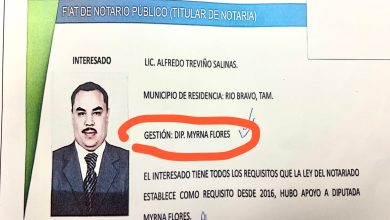 FIAT DE NOTARIO PÚBLICO (TITULAR DE NOTARIA)
INTERESADO
LIC. ALFREDO TREVIÑO SALINAS.
MUNICIPIO DE RESIDENCIA: RIO BRAVO, TAM.
GESTIÓN: DIP. MYRNA FLORES
EL INTERESADO TIENE TODOS LOS REQUISITOS QUE LA LEY DEL NOTARIADO
ESTABLECE COMO REQUISITO DESDE 2016, HUBO APOYO A DIPUTADA
MYRNA FLORES.